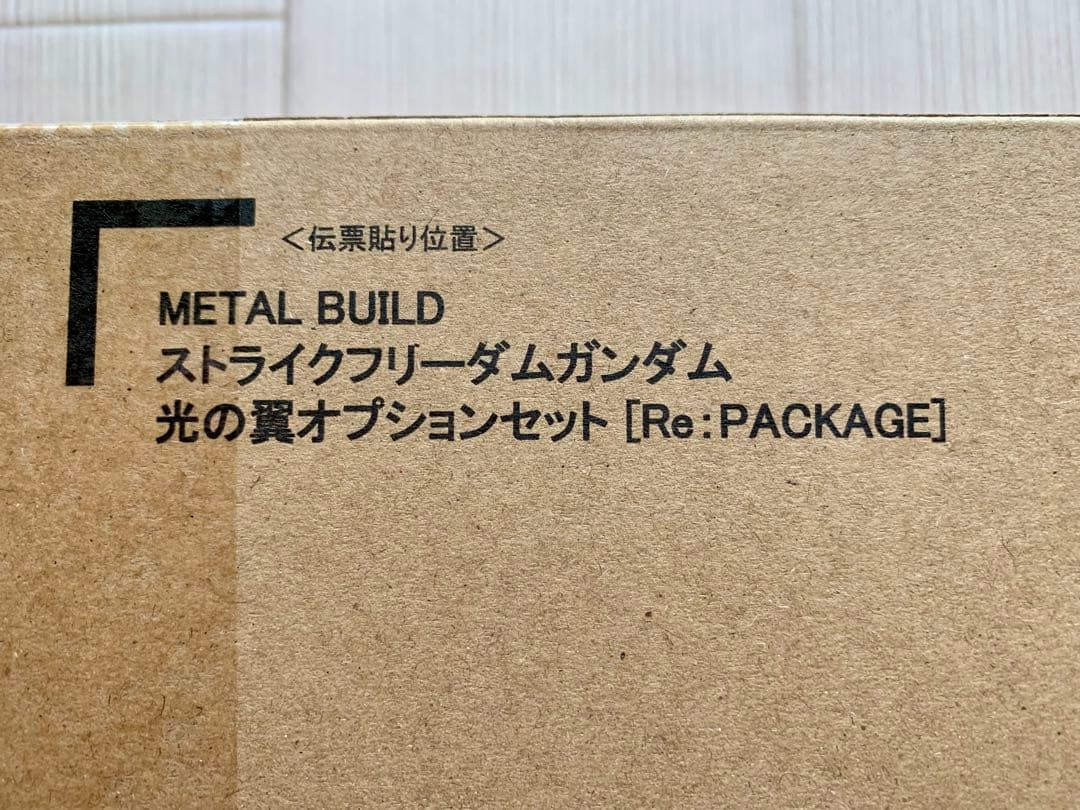 ＜伝票貼り位置＞
METAL BUILD
ストライクフリーダムガンダム
光の翼オプションセット [Re:PACKAGE]